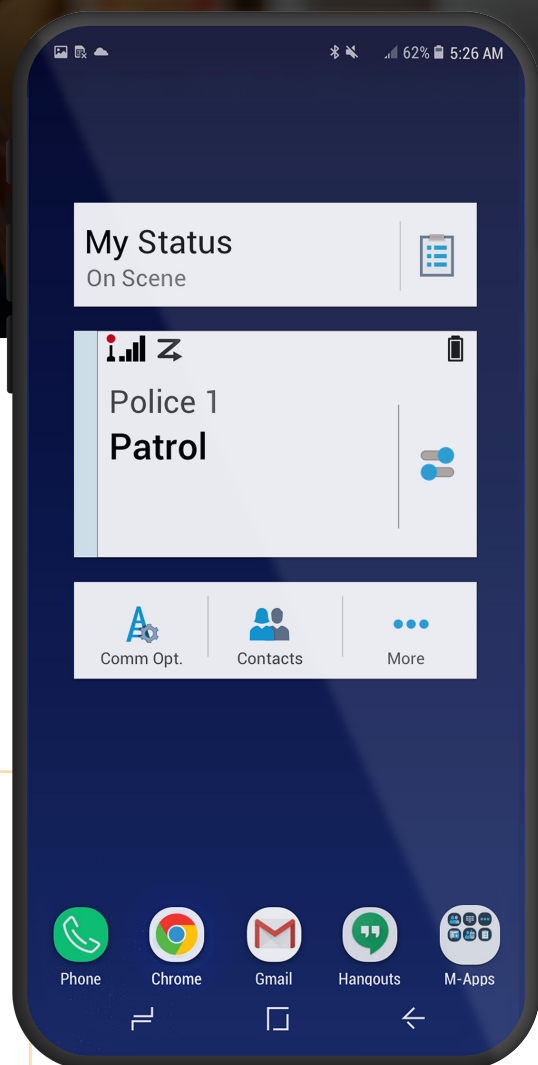 62% 5:26 AM
My Status
On Scene
Police 1
Patrol
Comm Opt.
Contacts
More
Phone
Chrome
Gmail
Hangouts
M-Apps